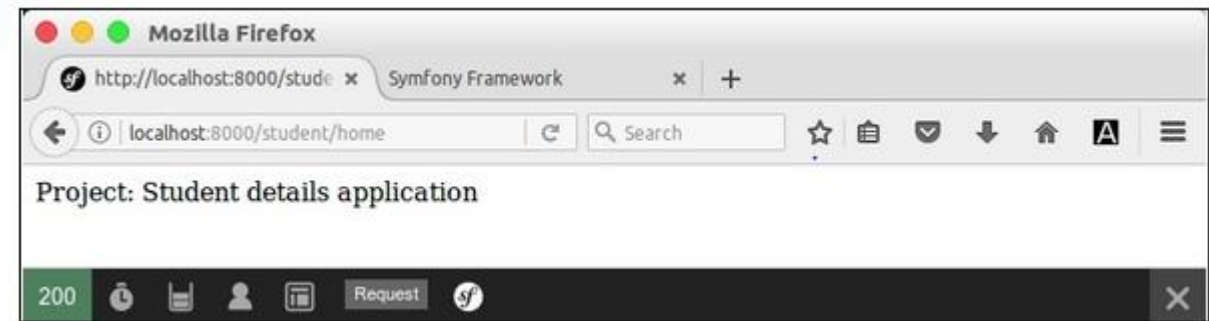 Mozilla Firefox
http://localhost:8000/stude Symfony Framework
localhost:8000/student/home Search A
Project: Student details application
200 Request sf